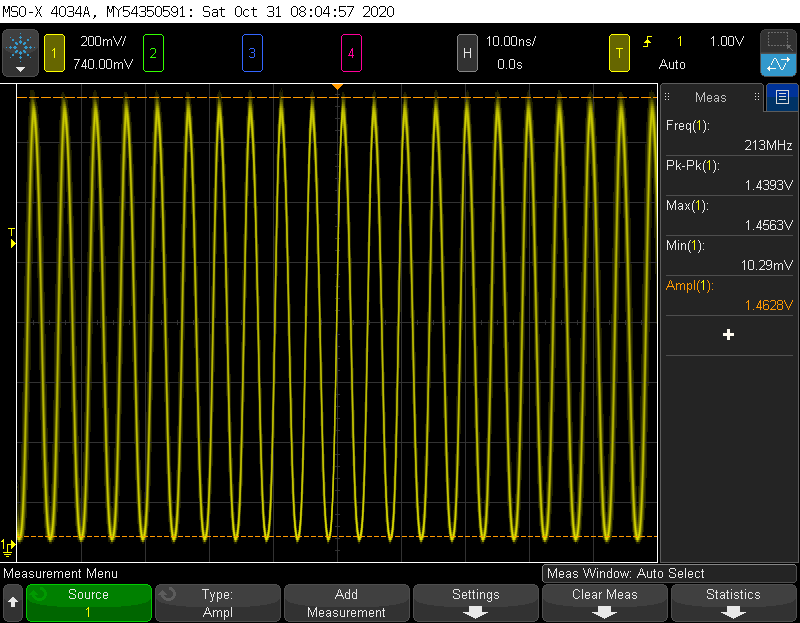 MSO-X 4034A, MY54350591: Sat Oct 31 08:04:57 2020
1 200mV/ 2 3 4 H 10.00ns/ T 1 1.00V
740.00mV 0.0s Auto
Meas
Freq(1):
213MHz
Pk-Pk(1):
1.4393V
Max(1):
1.4563V
Min(1):
10.29mV
Ampl(1):
1.4628V
+
T
1
Measurement Menu Meas Window: Auto Select
Source Type: Add Settings Clear Meas Statistics
1 Ampl Measurement